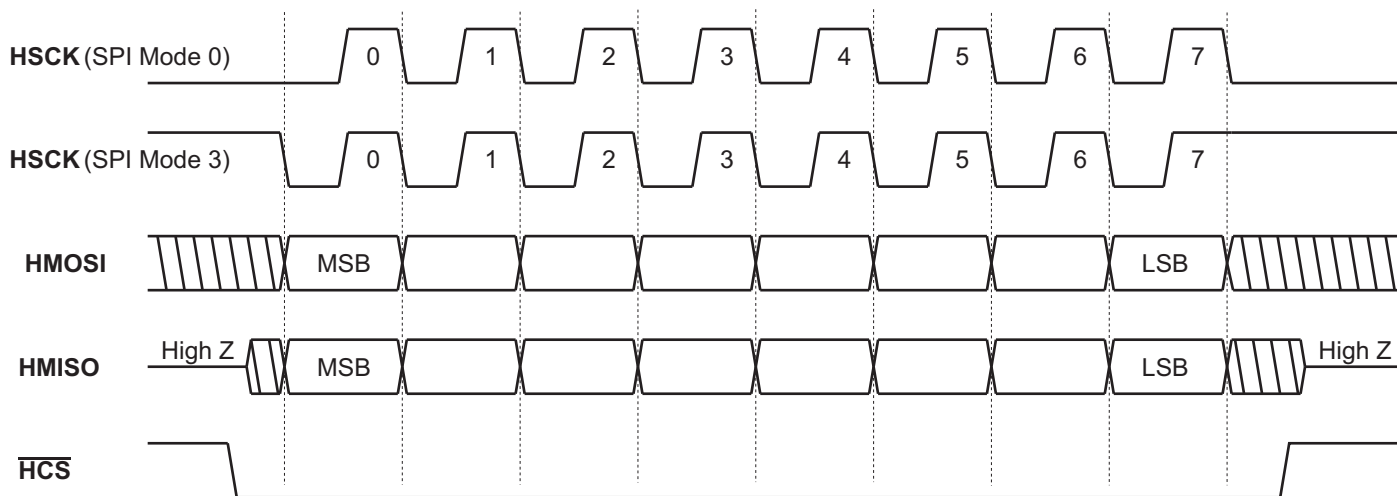 HSCK (SPI Mode 0) 0 1 2 3 4 5 6 7
HSCK (SPI Mode 3) 0 1 2 3 4 5 6 7
HMOSI MSB LSB
HMISO High Z MSB LSB High Z
HCS